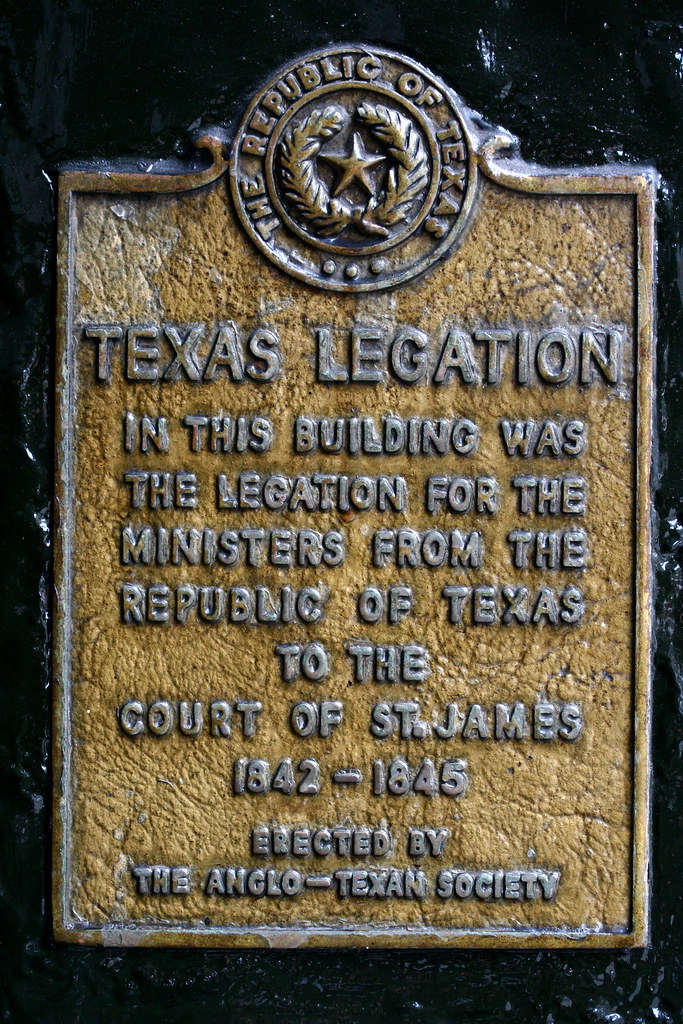 THE REPUBLIC OF TEXAS
TEXAS LEGATION
IN THIS BUILDING WAS
THE LEGATION FOR THE
MINISTERS FROM THE
REPUBLIC OF TEXAS
TO THE
COURT OF ST. JAMES
1842 – 1845
ERECTED BY
THE ANGLO–TEXAN SOCIETY